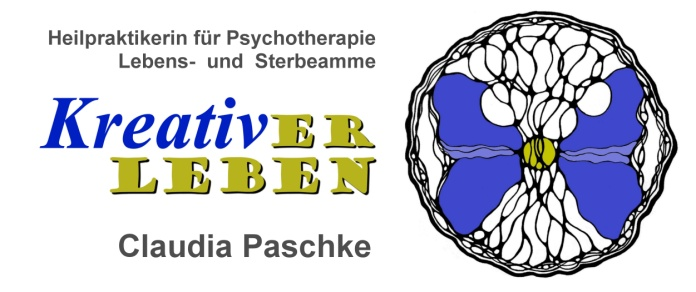 Heilpraktikerin für Psychotherapie
Lebens- und Sterbeamme
KreativER
LEBEN
Claudia Paschke